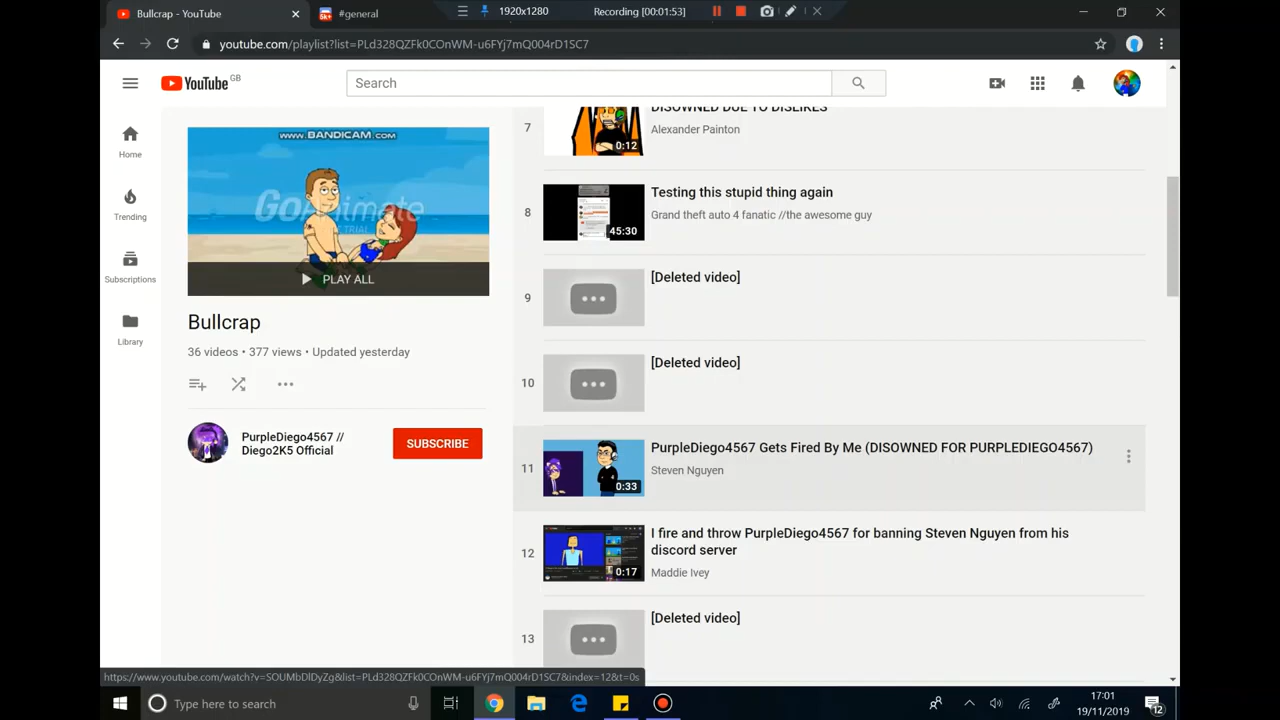 Bullcrap - YouTube
5k+
#general
1920x1280
Recording [00:01:53]
youtube.com/playlist?list=PLd328QZFk0COnWM-u6FYj7mQ004rD1SC7
YouTube GB
Search
Home
Trending
Subscriptions
Library
www.BANDICAM.com
GoAnimate
T TRIAL
PLAY ALL
Bullcrap
36 videos • 377 views • Updated yesterday
PurpleDiego4567 //
Diego2K5 Official
SUBSCRIBE
7
0:12
DISOWNED DUE TO DISLIKES
Alexander Painton
8
45:30
Testing this stupid thing again
Grand theft auto 4 fanatic //the awesome guy
9
[Deleted video]
10
[Deleted video]
11
0:33
PurpleDiego4567 Gets Fired By Me (DISOWNED FOR PURPLEDIEGO4567)
Steven Nguyen
12
0:17
I fire and throw PurpleDiego4567 for banning Steven Nguyen from his
discord server
Maddie Ivey
13
[Deleted video]
https://www.youtube.com/watch?v=SOUMbDlDyZg&list=PLd328QZFk0COnWM-u6FYj7mQ004rD1SC7&index=12&t=0s
Type here to search
17:01
19/11/2019
12